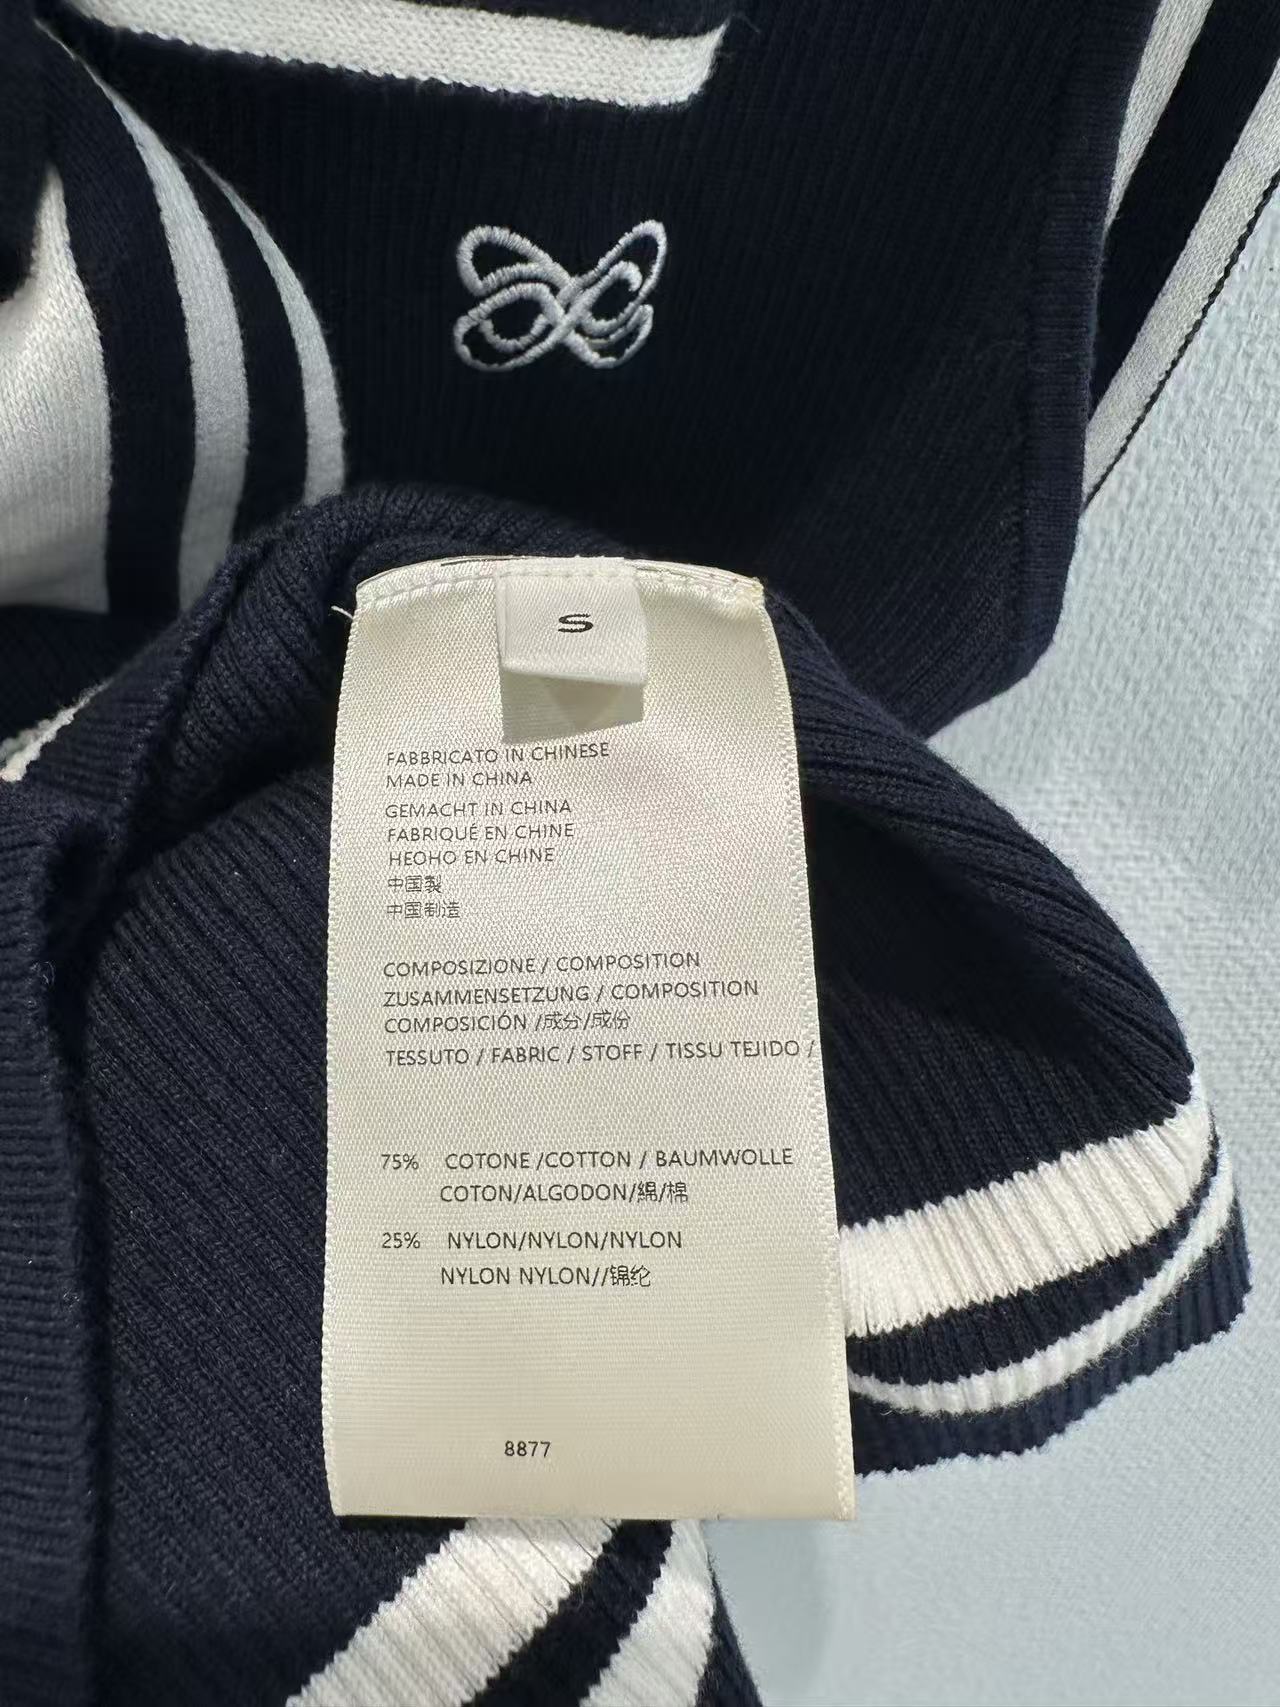 S
FABBRICATO IN CHINESE
MADE IN CHINA
GEMACHT IN CHINA
FABRIQUÉ EN CHINE
HEOHO EN CHINE
中国製
中国制造
COMPOSIZIONE / COMPOSITION
ZUSAMMENSETZUNG / COMPOSITION
COMPOSICIÓN /成分/成份
TESSUTO / FABRIC / STOFF / TISSU TEJIDO /
75% COTONE /COTTON / BAUMWOLLE
COTON/ALGODON/綿/棉
25% NYLON/NYLON/NYLON
NYLON NYLON//锦纶
8877